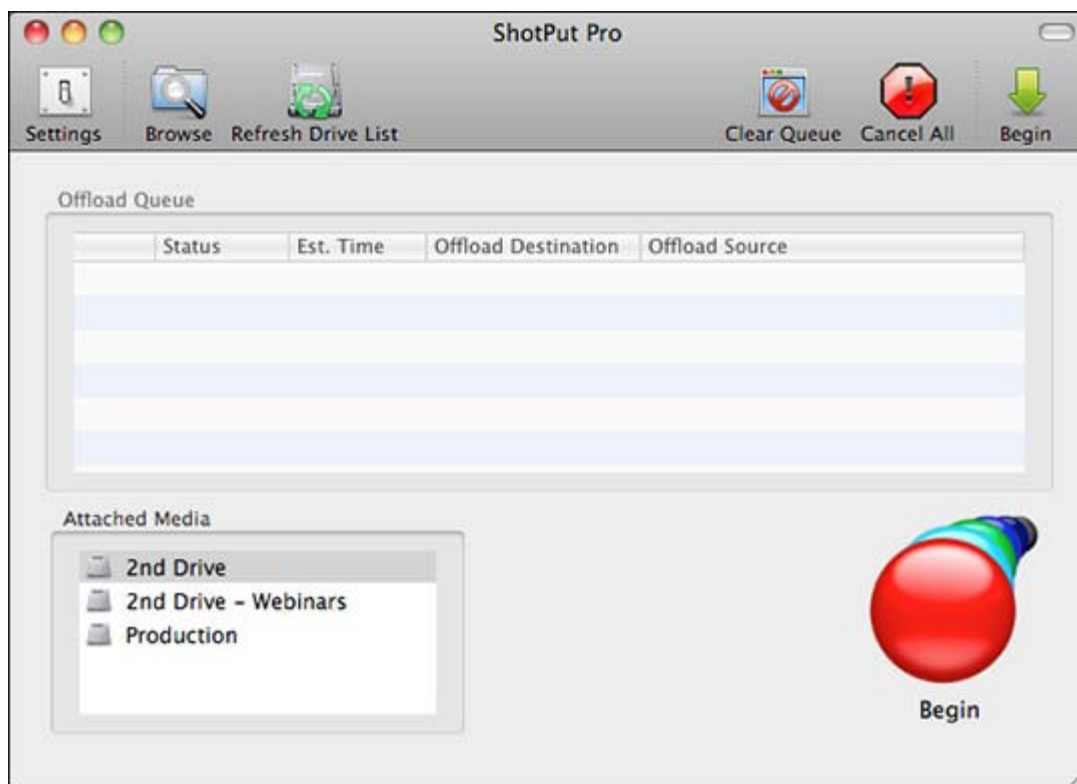 ShotPut Pro
Settings Browse Refresh Drive List Clear Queue Cancel All Begin
Offload Queue
Status Est. Time Offload Destination Offload Source
Attached Media
2nd Drive
2nd Drive – Webinars
Production
Begin